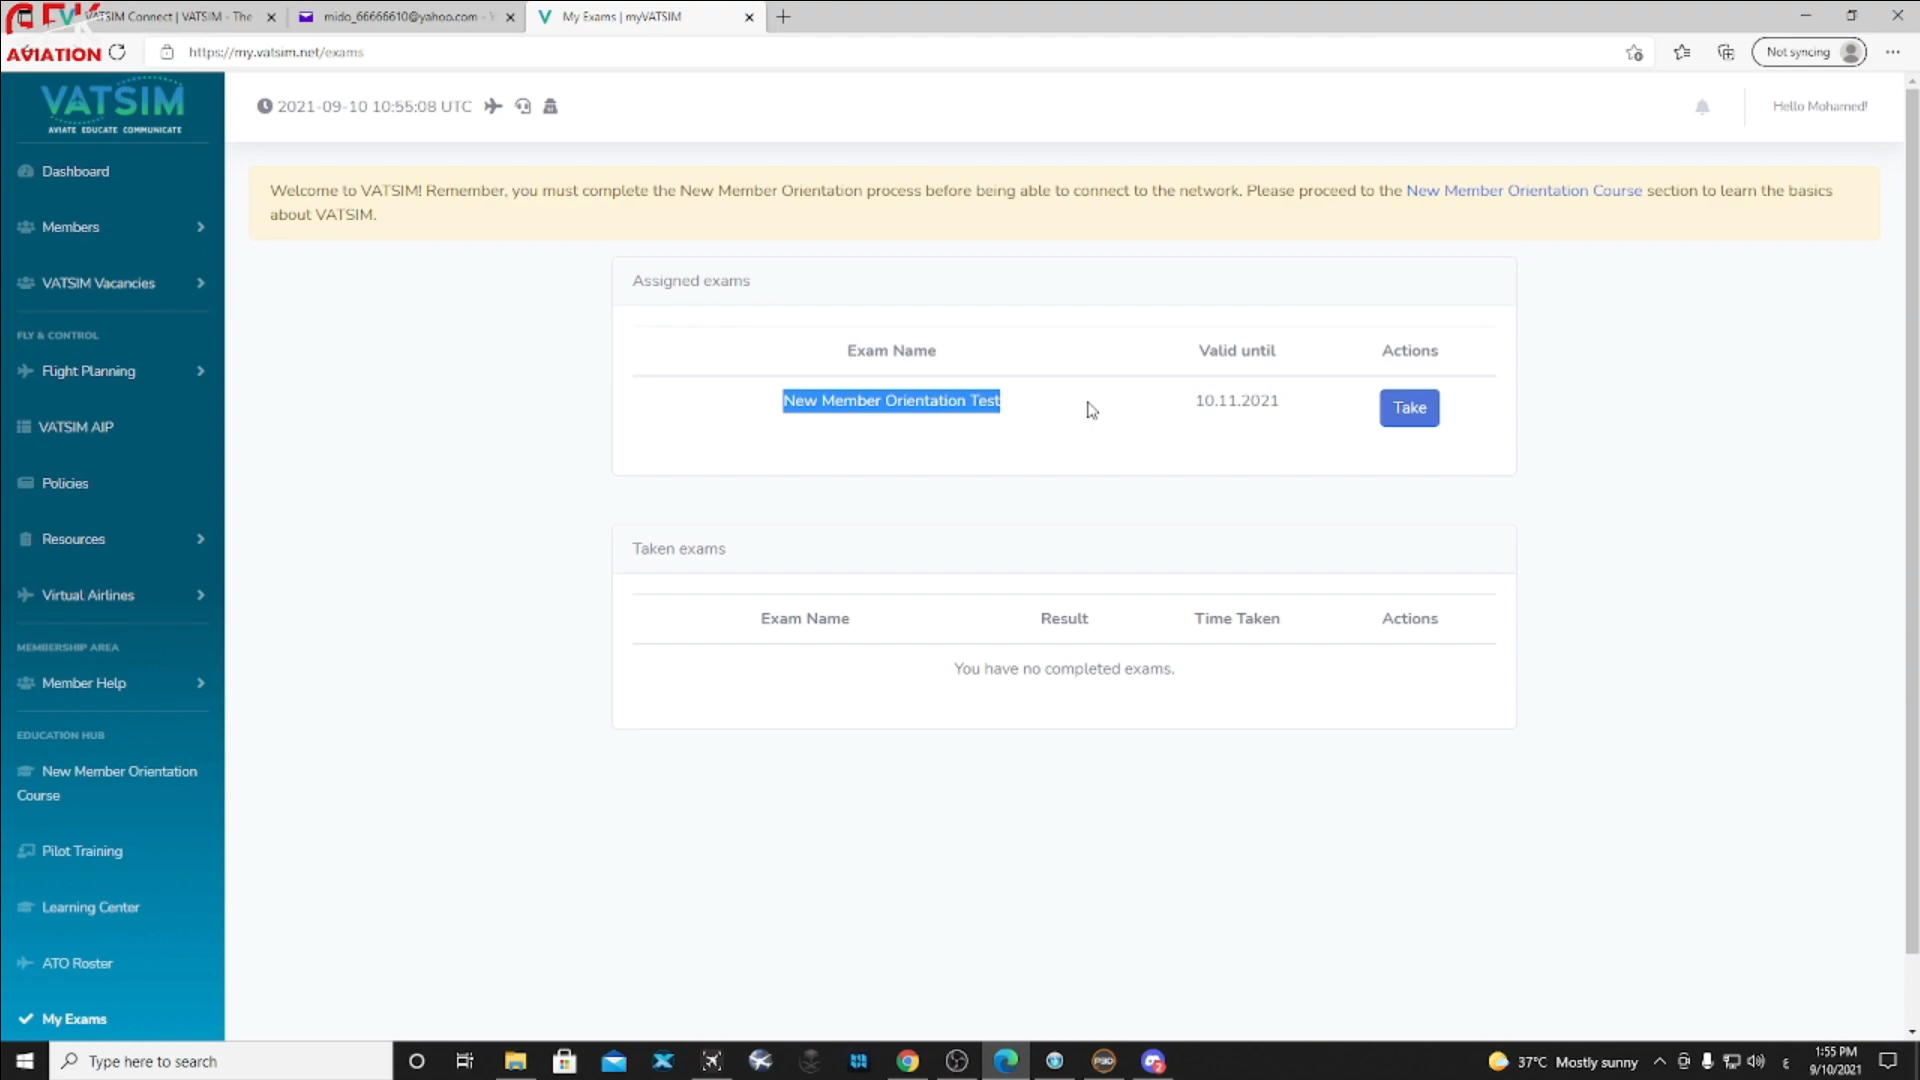 VATSIM Connect | VATSIM - The
mido_66666610@yahoo.com - Y
My Exams | myVATSIM
AVIATION
https://my.vatsim.net/exams
Not syncing
VATSIM
AVIATE EDUCATE COMMUNICATE
2021-09-10 10:55:08 UTC
Hello Mohamed!
Dashboard
Members
VATSIM Vacancies
FLY & CONTROL
Flight Planning
VATSIM AIP
Policies
Resources
Virtual Airlines
MEMBERSHIP AREA
Member Help
EDUCATION HUB
New Member Orientation
Course
Pilot Training
Learning Center
ATO Roster
My Exams
Welcome to VATSIM! Remember, you must complete the New Member Orientation process before being able to connect to the network. Please proceed to the New Member Orientation Course section to learn the basics
about VATSIM.
Assigned exams
Exam Name Valid until Actions
New Member Orientation Test 10.11.2021 Take
Taken exams
Exam Name Result Time Taken Actions
You have no completed exams.
Type here to search
37°C Mostly sunny
ع
1:55 PM
9/10/2021